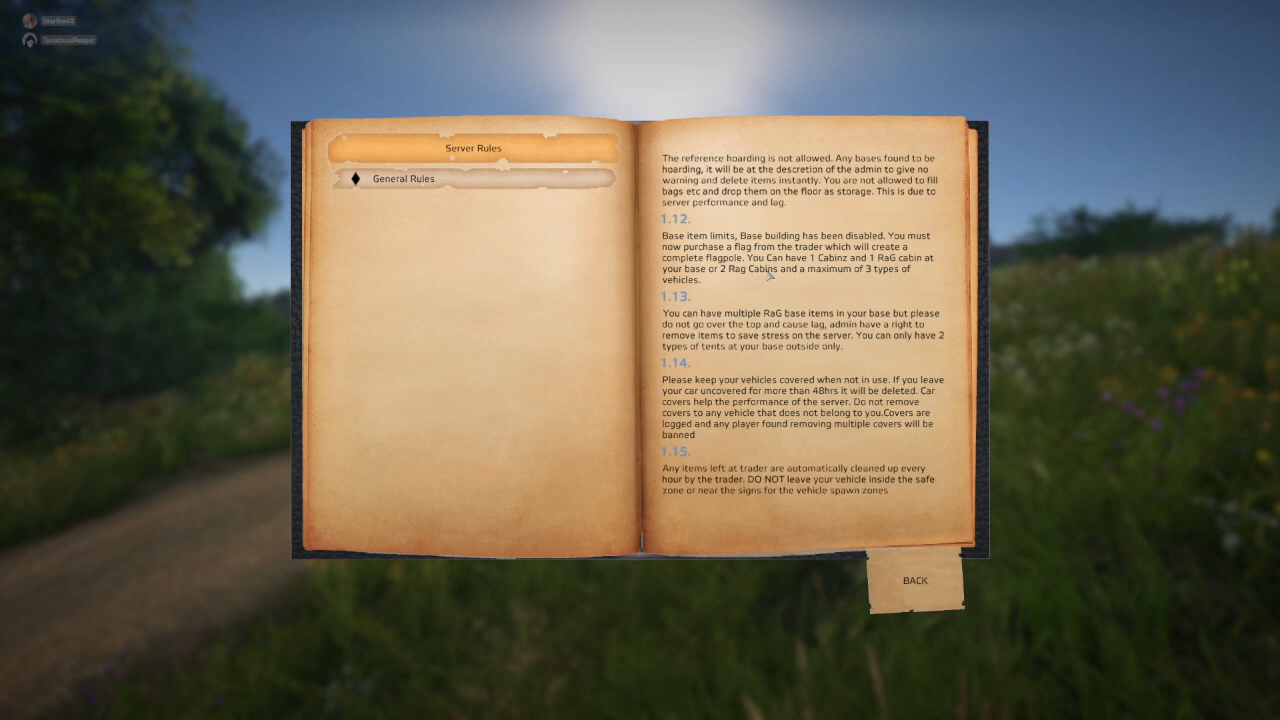 Starfire44
TenaciousReaper
Server Rules
General Rules
The reference hoarding is not allowed. Any bases found to be
hoarding, it will be at the descretion of the admin to give no
warning and delete items instantly. You are not allowed to fill
bags etc and drop them on the floor as storage. This is due to
server performance and lag.
1.12.
Base item limits, Base building has been disabled. You must
now purchase a flag from the trader which will create a
complete flagpole. You Can have 1 Cabinz and 1 RaG cabin at
your base or 2 Rag Cabins and a maximum of 3 types of
vehicles.
1.13.
You can have multiple RaG base items in your base but please
do not go over the top and cause lag, admin have a right to
remove items to save stress on the server. You can only have 2
types of tents at your base outside only.
1.14.
Please keep your vehicles covered when not in use. If you leave
your car uncovered for more than 48hrs it will be deleted. Car
covers help the performance of the server. Do not remove
covers to any vehicle that does not belong to you.Covers are
logged and any player found removing multiple covers will be
banned
1.15.
Any items left at trader are automatically cleaned up every
hour by the trader. DO NOT leave your vehicle inside the safe
zone or near the signs for the vehicle spawn zones
BACK